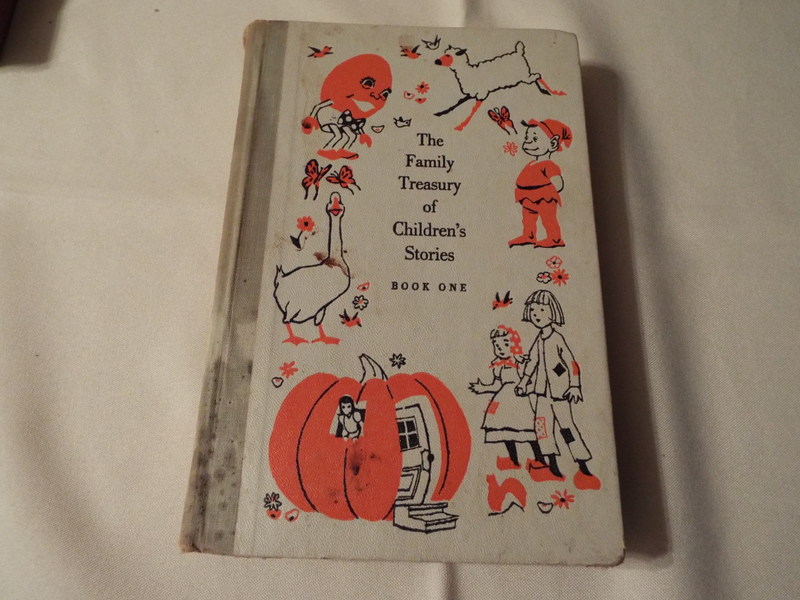 The
Family
Treasury
of
Children's
Stories
BOOK ONE